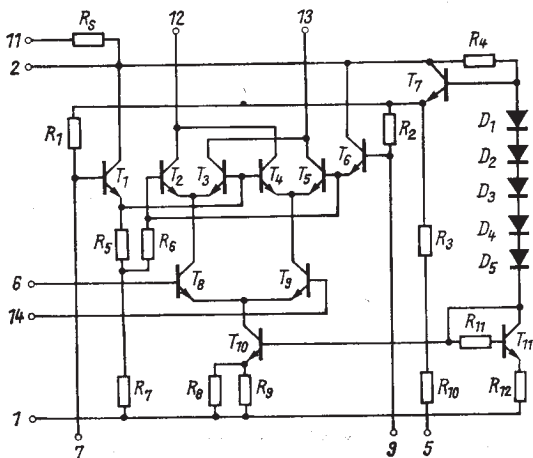 12 13
11 RS
2
R4
T7
R1 R2
D1
T1 T2 T3 T4 T5 T6
D2
D3
R5 R6 R3
D4
D5
6 T8 T9
14
T10 R11 T11
R7 R8 R9 R10 R12
1
7 9 5